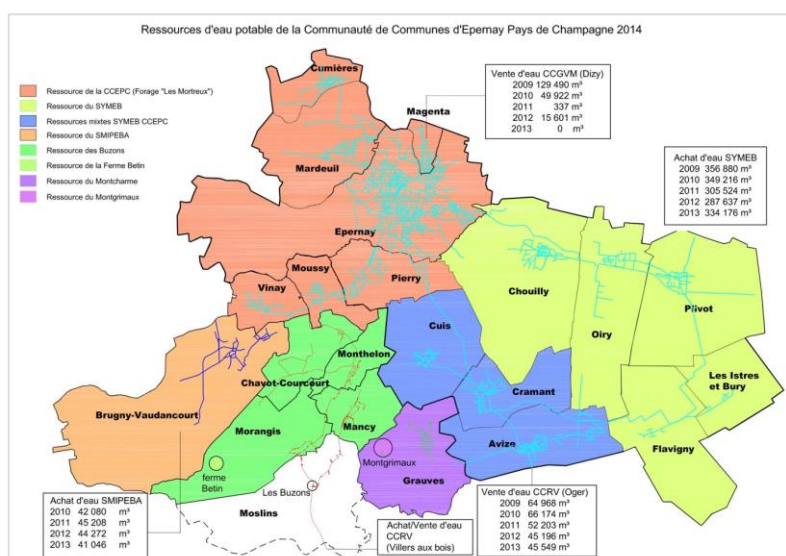 Ressources d'eau potable de la Communauté de Communes d'Epernay Pays de Champagne 2014
Ressource de la CCEPC (Forage "Les Mortreux")
Ressource du SYMEB
Ressources mixtes SYMEB CCEPC
Ressource du SMIPEBA
Ressource des Buzons
Ressource de la Ferme Betin
Ressource du Montcharme
Ressource du Montgrimaux
Vente d'eau CCGVM (Dizy)
2009 129 490 m³
2010 49 922 m³
2011 337 m³
2012 15 601 m³
2013 0 m³
Achat d'eau SYMEB
2009 356 880 m³
2010 349 216 m³
2011 305 524 m³
2012 287 637 m³
2013 334 176 m³
Cumières
Magenta
Mardeuil
Epernay
Moussy
Vinay
Pierry
Chouilly
Oiry
Plivot
Cuis
Monthelon
Chavot-Courcourt
Cramant
Les Istres
et Bury
Brugny-Vaudancourt
Mancy
Morangis
Avize
Flavigny
Montgrimaux
Grauves
ferme
Betin
Les Buzons
Moslins
Achat d'eau SMIPEBA
2010 42 080 m³
2011 45 208 m³
2012 44 272 m³
2013 41 046 m³
Achat/Vente d'eau
CCRV
(Villers aux bois)
Vente d'eau CCRV (Oger)
2009 64 968 m³
2010 66 174 m³
2011 52 203 m³
2012 45 196 m³
2013 45 549 m³